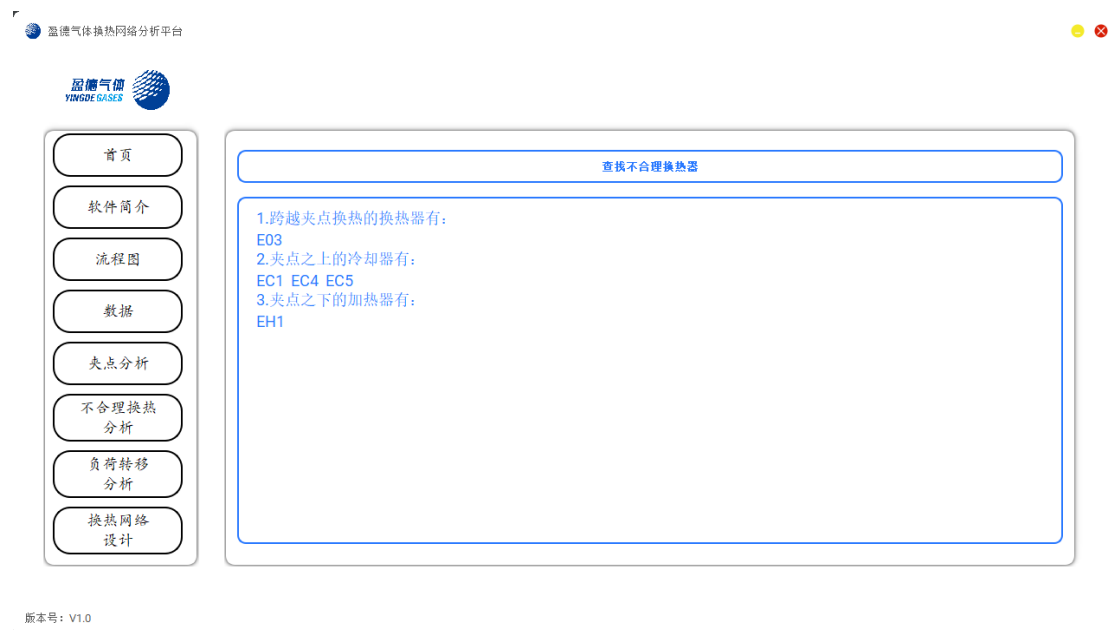 盈德气体换热网络分析平台
盈德气体
YINGDE GASES
首页
软件简介
流程图
数据
夹点分析
不合理换热
分析
负荷转移
分析
换热网络
设计
查找不合理换热器
1.跨越夹点换热的换热器有:
E03
2.夹点之上的冷却器有:
EC1 EC4 EC5
3.夹点之下的加热器有:
EH1
版本号: V1.0